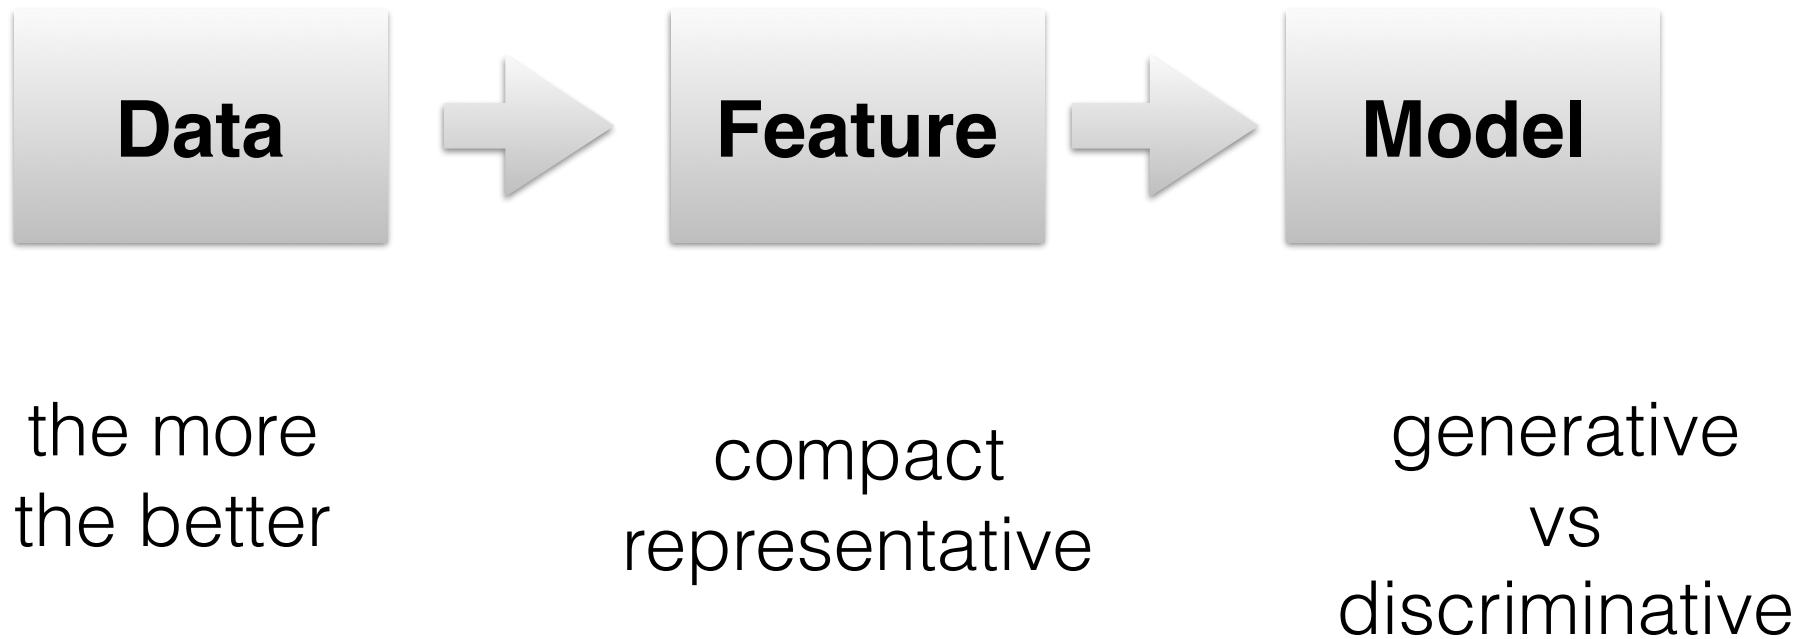 Data
Feature
Model
the more
the better
compact
representative
generative
vs
discriminative